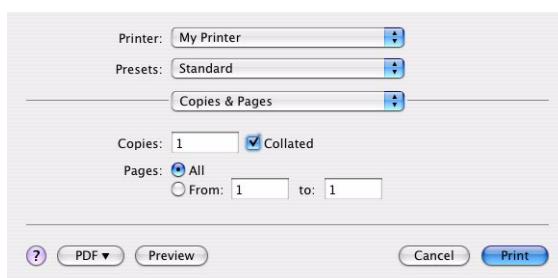 Printer: My Printer
Presets: Standard
Copies & Pages
Copies: 1 Collated
Pages: All
From: 1 to: 1
? PDF Preview Cancel Print